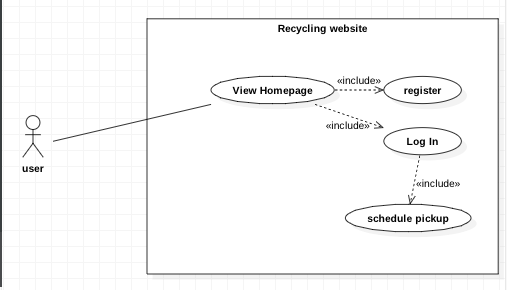 Recycling website
«include»
View Homepage
register
«include»
Log In
user
«include»
schedule pickup